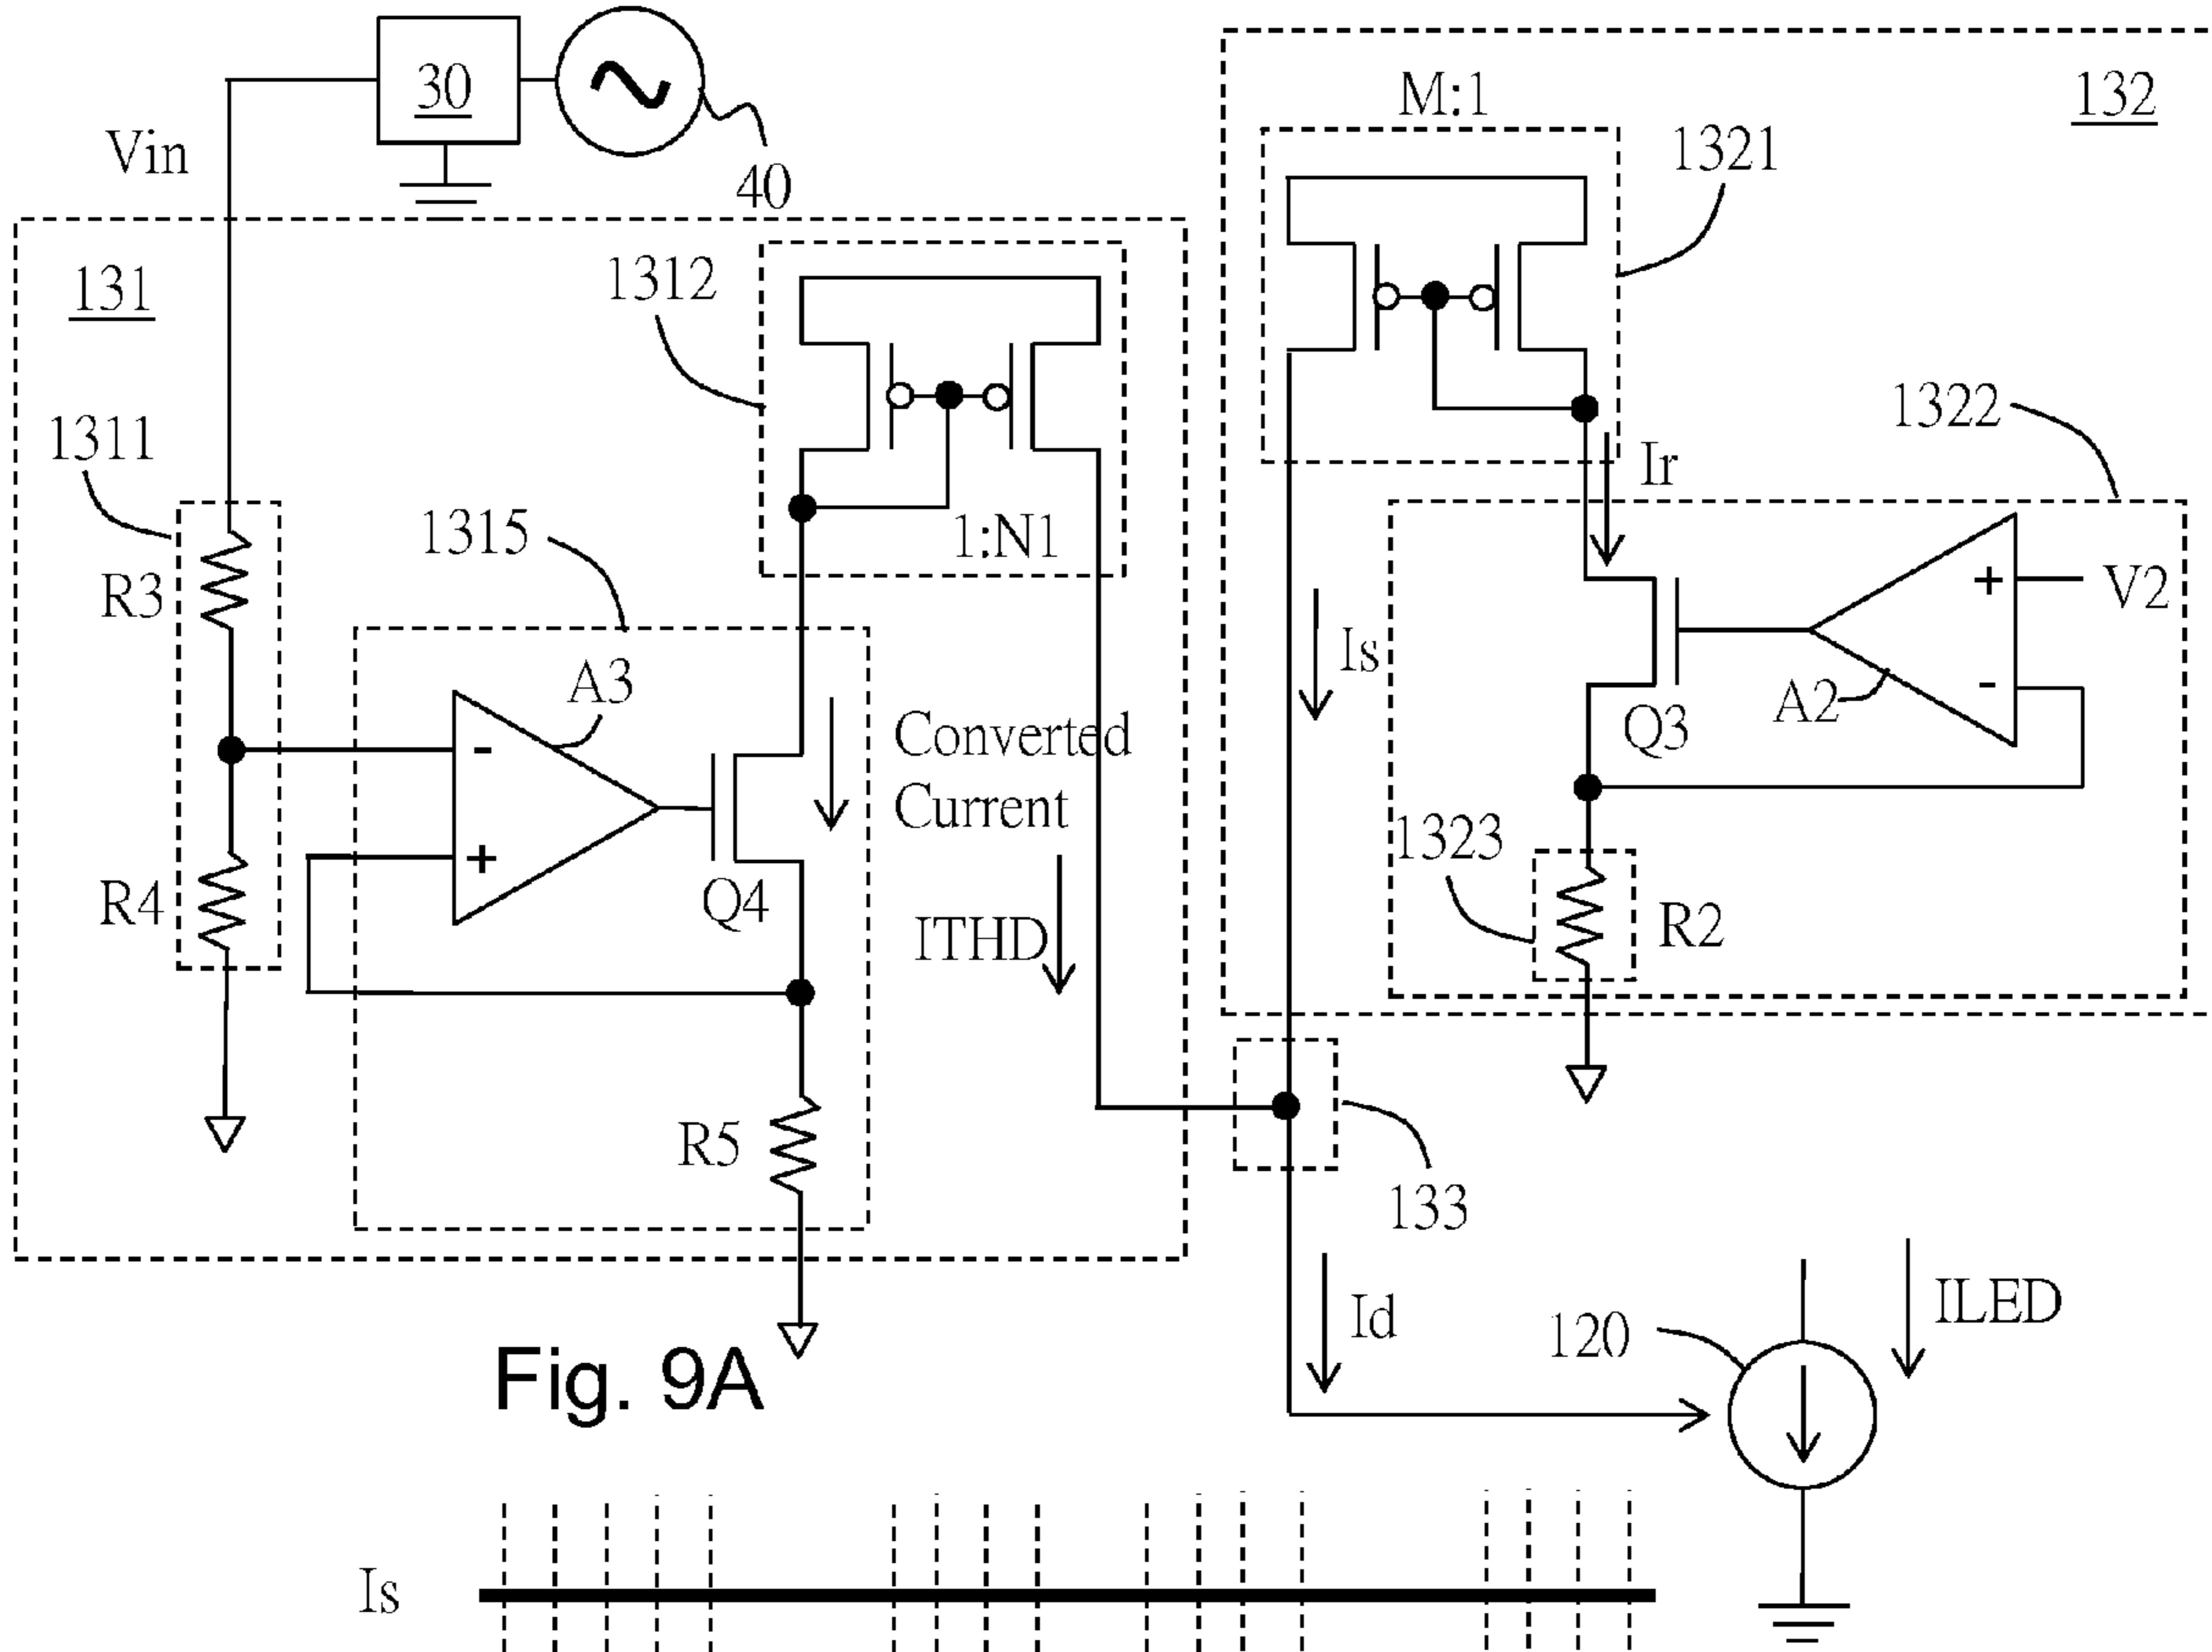 30
Vin
40
132
M:1
1321
131
1312
1:N1
1311
R3
R4
1315
A3
-
+
Q4
Converted
Current
ITHD
R5
Ir
Is
1322
+
-
V2
A2
Q3
1323
R2
133
Id
120
ILED
Fig. 9A
Is